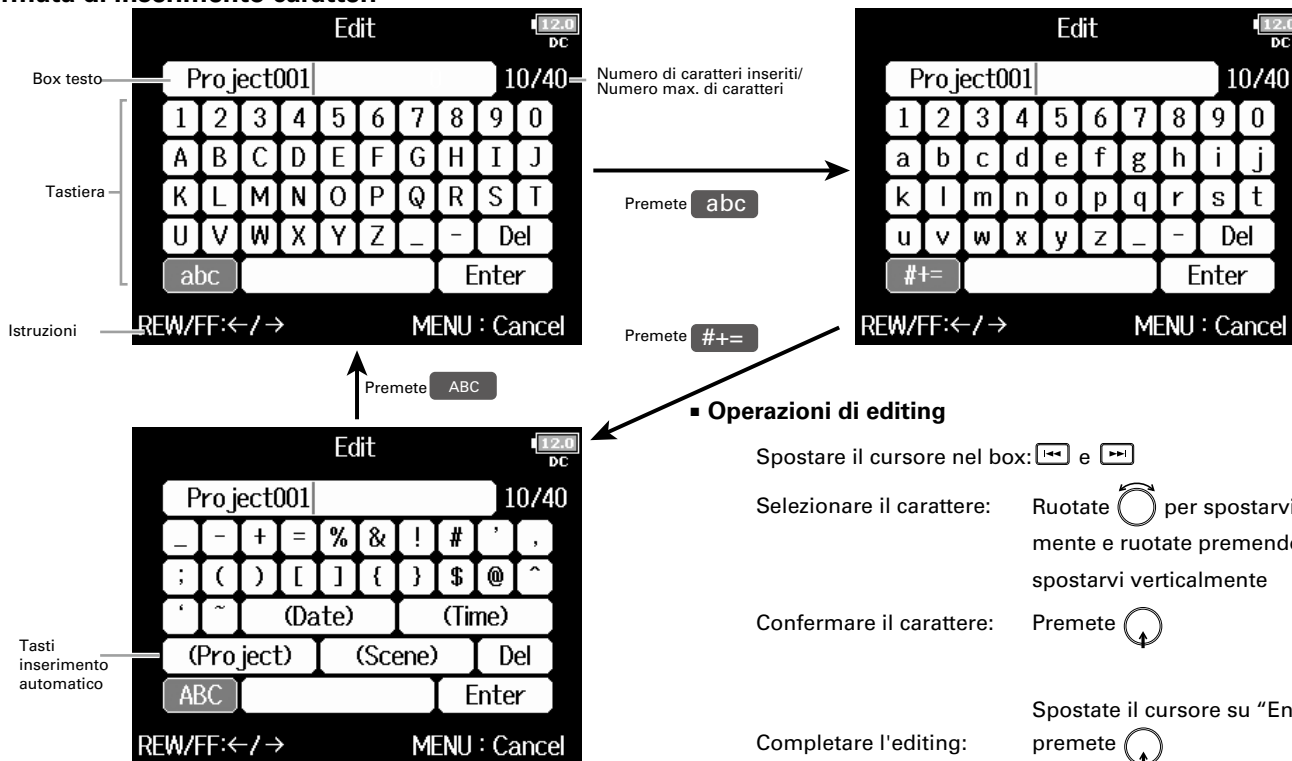 Edit
12.0
DC
Box testo
Project001
10/40
Numero di caratteri inseriti/
Numero max. di caratteri
Tastiera
1 2 3 4 5 6 7 8 9 0
A B C D E F G H I J
K L M N O P Q R S T
U V W X Y Z _ - Del
abc Enter
Istruzioni
REW/FF:←/→ MENU : Cancel
Premete abc
Premete #+=
Edit
12.0
DC
Project001
10/40
1 2 3 4 5 6 7 8 9 0
a b c d e f g h i j
k l m n o p q r s t
u v w x y z _ - Del
#+= Enter
REW/FF:←/→ MENU : Cancel
Premete ABC
Edit
12.0
DC
Project001
10/40
_ - + = % & ! # ' ,
; ( ) [ ] { } $ @ ^
‘ ~ (Date) (Time)
Tasti
inserimento
automatico
(Project) (Scene) Del
ABC Enter
REW/FF:←/→ MENU : Cancel
■ Operazioni di editing
Spostare il cursore nel box: e
Selezionare il carattere: Ruotate per spostarvi
mente e ruotate premendo
spostarvi verticalmente
Confermare il carattere: Premete
Spostate il cursore su “En
Completare l'editing: premete